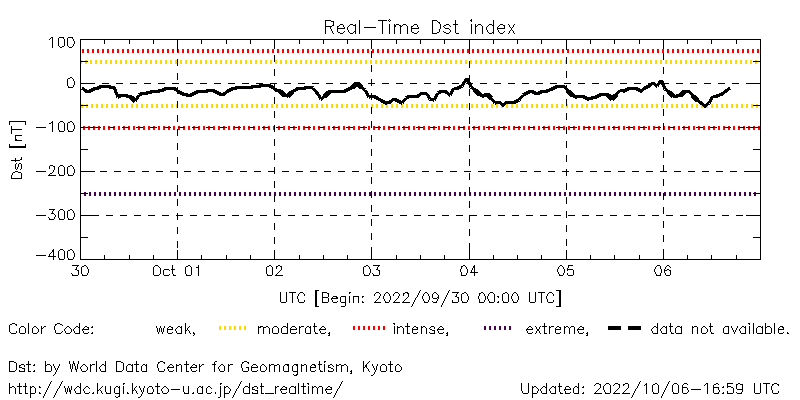 Real-Time Dst index
100
0
-100
-200
-300
-400
Dst [nT]
30 Oct 01 02 03 04 05 06
UTC [Begin: 2022/09/30 00:00 UTC]
Color Code: weak, moderate, intense, extreme, data not available.
Dst: by World Data Center for Geomagnetism, Kyoto
http://wdc.kugi.kyoto-u.ac.jp/dst_realtime/ Updated: 2022/10/06-16:59 UTC